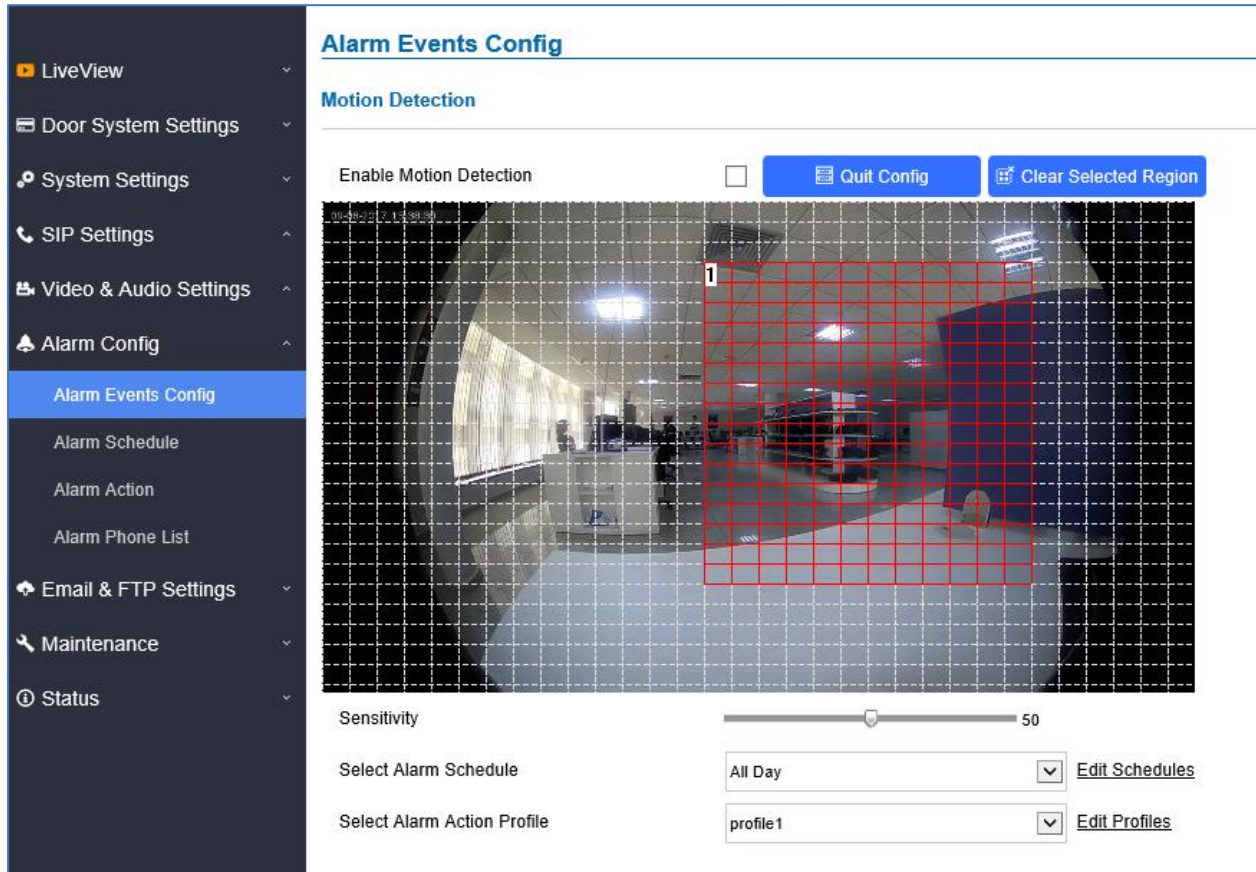 Alarm Events Config
LiveView
Motion Detection
Door System Settings
Enable Motion Detection
Quit Config
Clear Selected Region
System Settings
SIP Settings
Video & Audio Settings
Alarm Config
Alarm Events Config
Alarm Schedule
Alarm Action
Alarm Phone List
Email & FTP Settings
Maintenance
Status
1
Sensitivity
50
Select Alarm Schedule
All Day
Edit Schedules
Select Alarm Action Profile
profile1
Edit Profiles